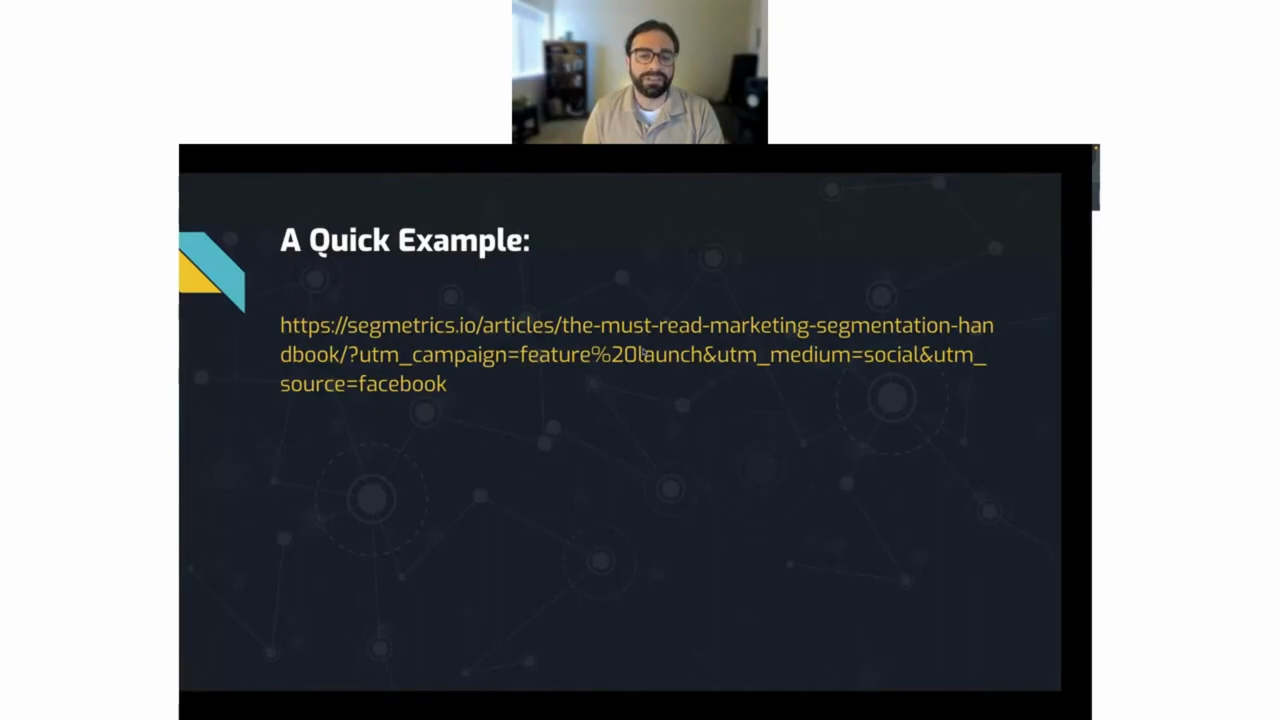 A Quick Example:
https://segmetrics.io/articles/the-must-read-marketing-segmentation-han
dbook/?utm_campaign=feature%20launch&utm_medium=social&utm_
source=facebook